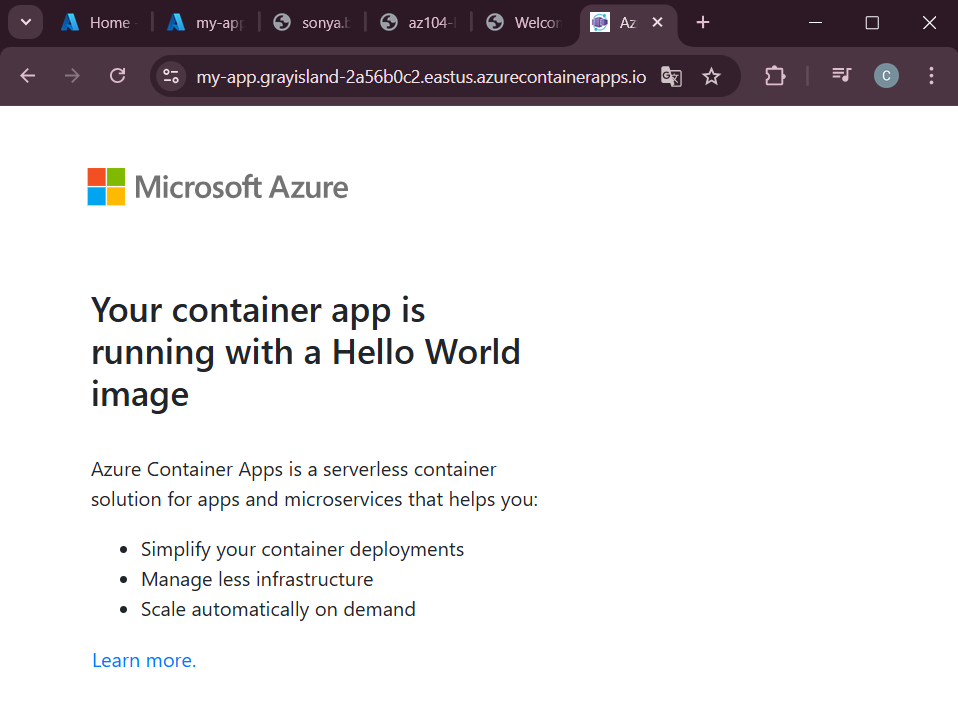 Home
my-app
sonya.b
az104-
Welcom
Az
my-app.grayisland-2a56b0c2.eastus.azurecontainerapps.io
C
Microsoft Azure
Your container app is
running with a Hello World
image
Azure Container Apps is a serverless container
solution for apps and microservices that helps you:
• Simplify your container deployments
• Manage less infrastructure
• Scale automatically on demand
Learn more.